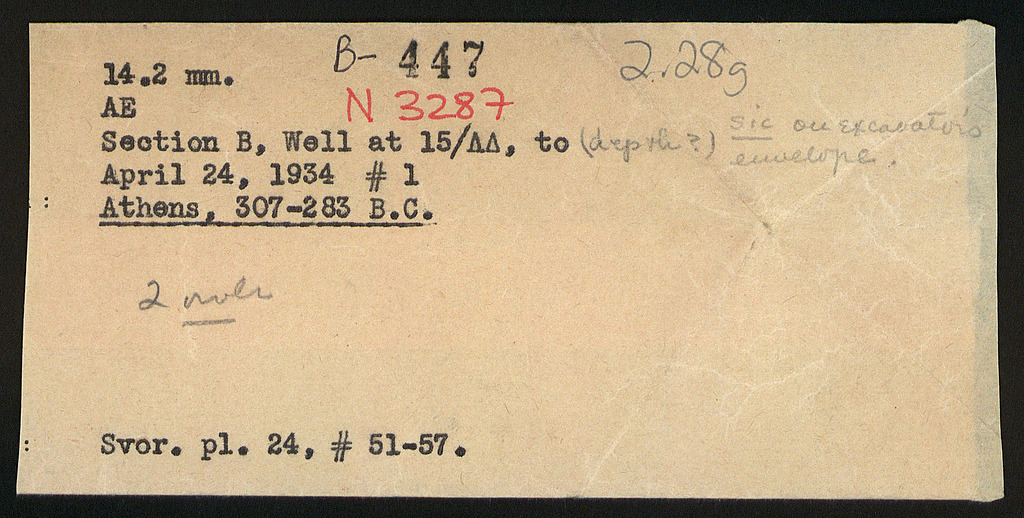 B- 447
2.28g
14.2 mm.
AE
N 3287
Section B, Well at 15/ΔΔ, to (depth?) sic on excavator's
envelope.
April 24, 1934 # 1
Athens, 307-283 B.C.
2
Svor. pl. 24, # 51-57.